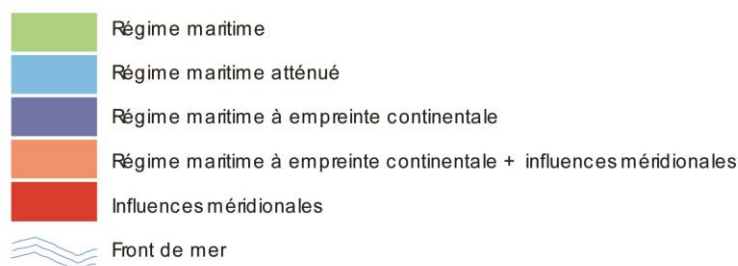 Régime maritime
Régime maritime atténué
Régime maritime à empreinte continentale
Régime maritime à empreinte continentale + influences méridionales
Influences méridionales
Front de mer